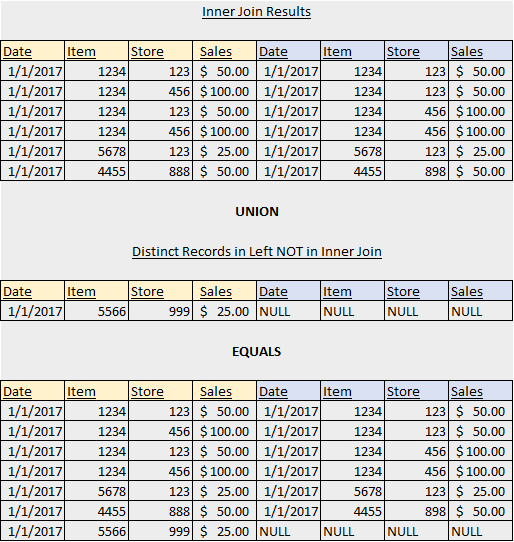 Inner Join Results
Date Item Store Sales Date Item Store Sales
1/1/2017 1234 123 $ 50.00 1/1/2017 1234 123 $ 50.00
1/1/2017 1234 456 $100.00 1/1/2017 1234 123 $ 50.00
1/1/2017 1234 123 $ 50.00 1/1/2017 1234 456 $100.00
1/1/2017 1234 456 $100.00 1/1/2017 1234 456 $100.00
1/1/2017 5678 123 $ 25.00 1/1/2017 5678 123 $ 25.00
1/1/2017 4455 888 $ 50.00 1/1/2017 4455 898 $ 50.00
UNION
Distinct Records in Left NOT in Inner Join
Date Item Store Sales Date Item Store Sales
1/1/2017 5566 999 $ 25.00 NULL NULL NULL NULL
EQUALS
Date Item Store Sales Date Item Store Sales
1/1/2017 1234 123 $ 50.00 1/1/2017 1234 123 $ 50.00
1/1/2017 1234 456 $100.00 1/1/2017 1234 123 $ 50.00
1/1/2017 1234 123 $ 50.00 1/1/2017 1234 456 $100.00
1/1/2017 1234 456 $100.00 1/1/2017 1234 456 $100.00
1/1/2017 5678 123 $ 25.00 1/1/2017 5678 123 $ 25.00
1/1/2017 4455 888 $ 50.00 1/1/2017 4455 898 $ 50.00
1/1/2017 5566 999 $ 25.00 NULL NULL NULL NULL